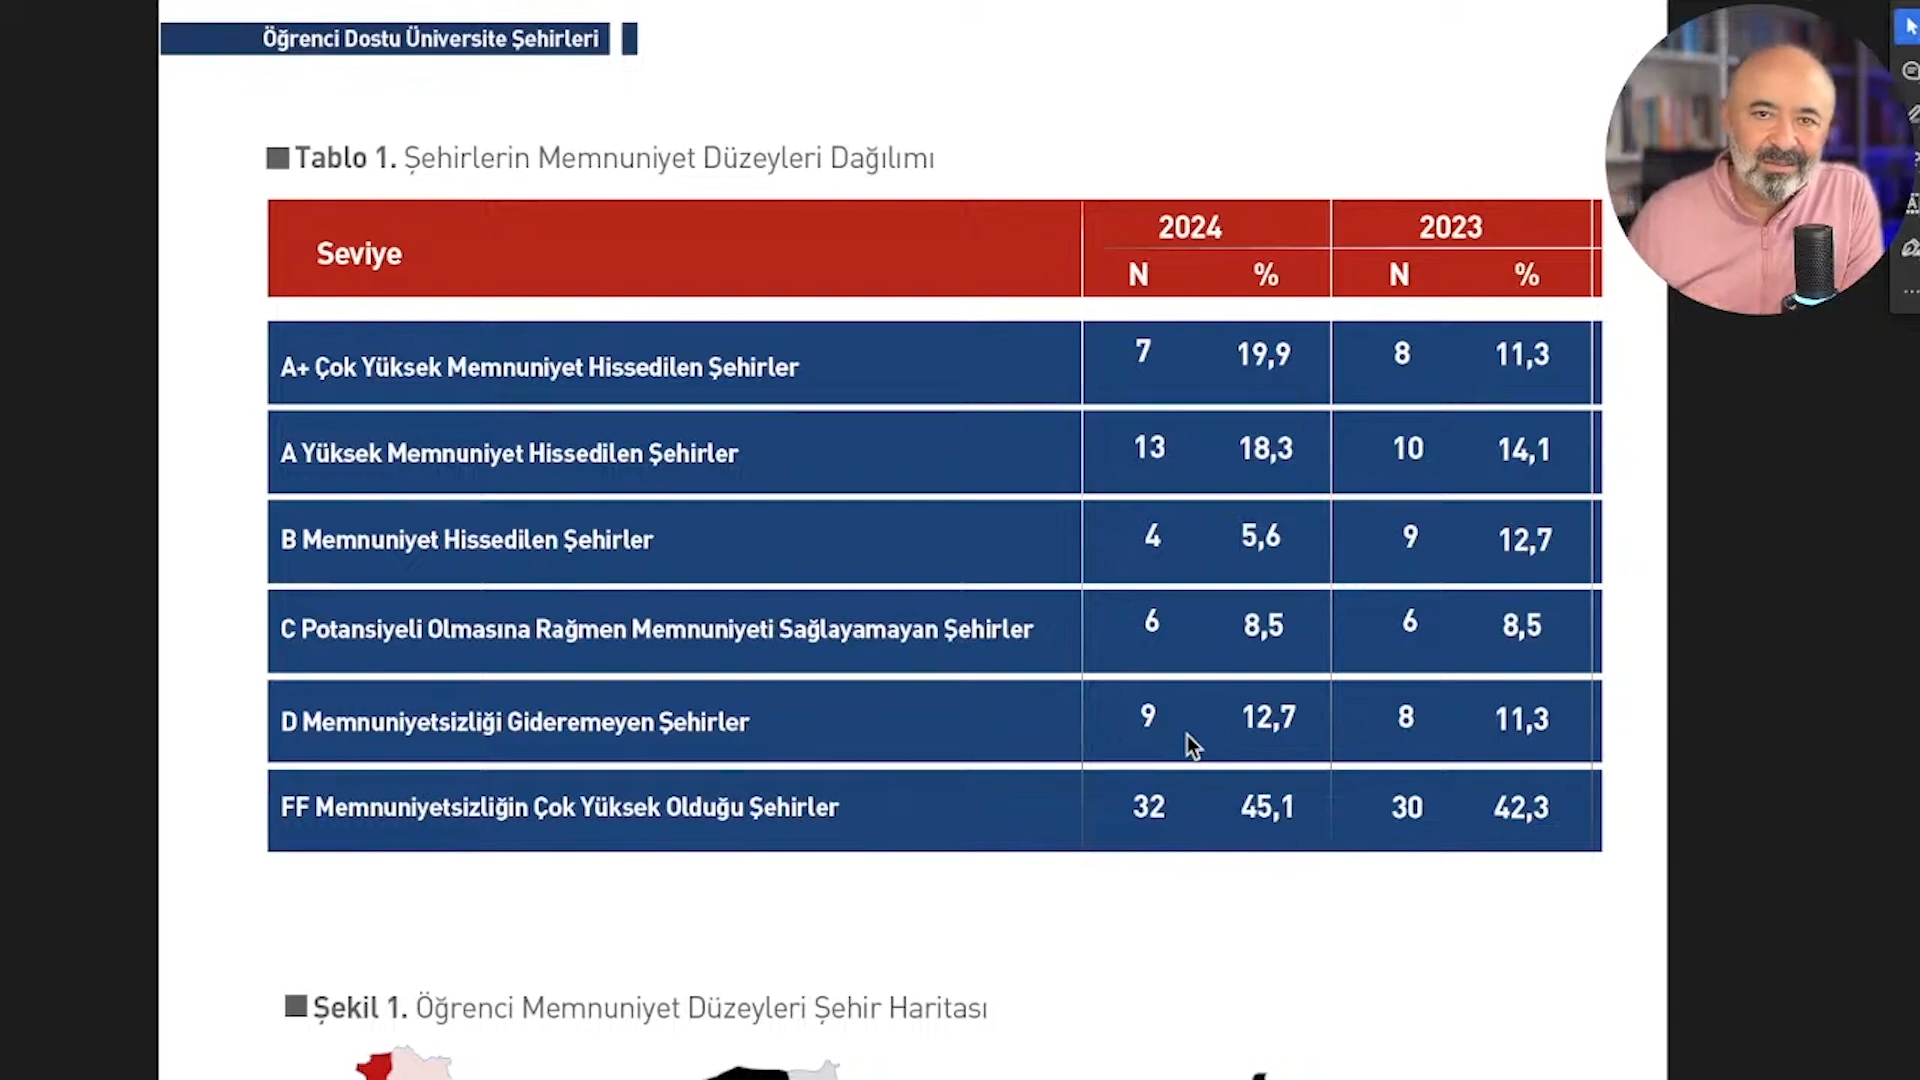 Öğrenci Dostu Üniversite Şehirleri
Tablo 1. Şehirlerin Memnuniyet Düzeyleri Dağılımı
Seviye
2024 2023
N % N %
A+ Çok Yüksek Memnuniyet Hissedilen Şehirler 7 19,9 8 11,3
A Yüksek Memnuniyet Hissedilen Şehirler 13 18,3 10 14,1
B Memnuniyet Hissedilen Şehirler 4 5,6 9 12,7
C Potansiyeli Olmasına Rağmen Memnuniyeti Sağlayamayan Şehirler 6 8,5 6 8,5
D Memnuniyetsizliği Gideremeyen Şehirler 9 12,7 8 11,3
FF Memnuniyetsizliğin Çok Yüksek Olduğu Şehirler 32 45,1 30 42,3
Şekil 1. Öğrenci Memnuniyet Düzeyleri Şehir Haritası